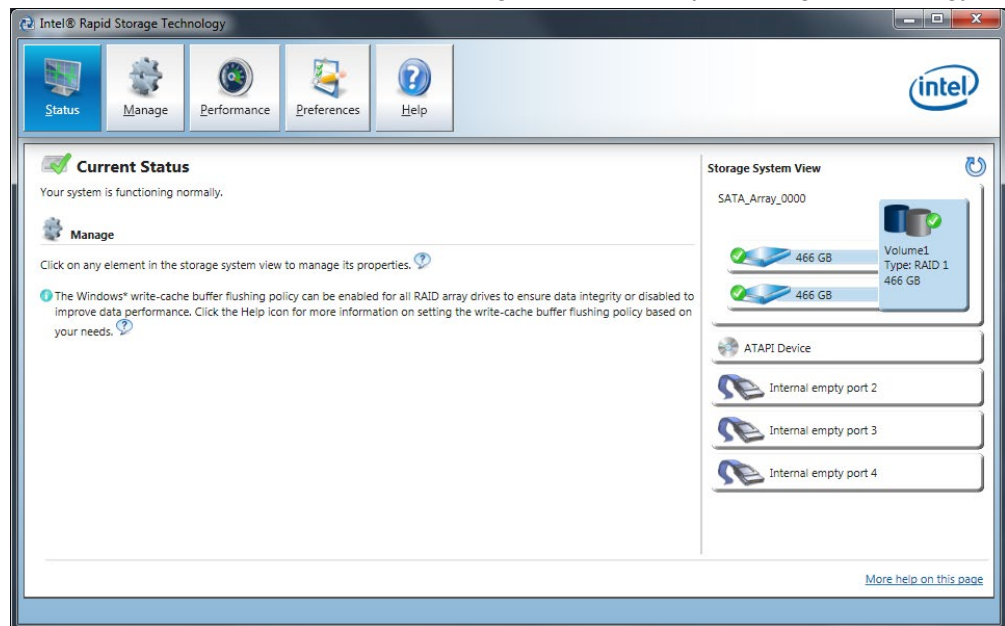 Intel® Rapid Storage Technology
Status
Manage
Performance
Preferences
Help
intel
Current Status
Your system is functioning normally.
Manage
Click on any element in the storage system view to manage its properties.
The Windows* write-cache buffer flushing policy can be enabled for all RAID array drives to ensure data integrity or disabled to
improve data performance. Click the Help icon for more information on setting the write-cache buffer flushing policy based on
your needs.
Storage System View
SATA_Array_0000
466 GB
466 GB
Volume1
Type: RAID 1
466 GB
ATAPI Device
Internal empty port 2
Internal empty port 3
Internal empty port 4
More help on this page